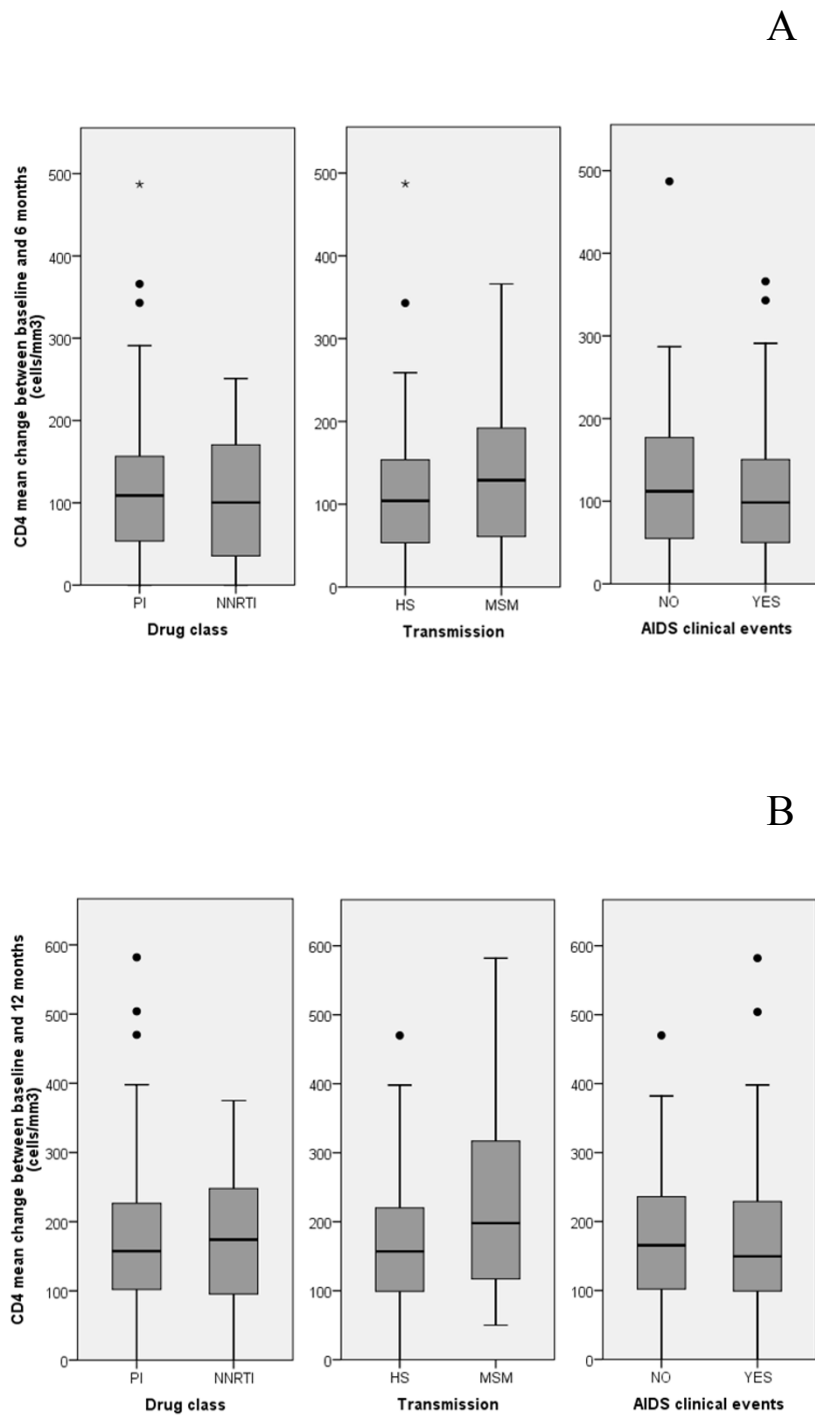 A
CD4 mean change between baseline and 6 months
(cells/mm3)
500
400
300
200
100
0
PI NNRTI
Drug class
500
400
300
200
100
0
HS MSM
Transmission
500
400
300
200
100
0
NO YES
AIDS clinical events
B
CD4 mean change between baseline and 12 months
(cells/mm3)
600
500
400
300
200
100
0
PI NNRTI
Drug class
600
500
400
300
200
100
0
HS MSM
Transmission
600
500
400
300
200
100
0
NO YES
AIDS clinical events